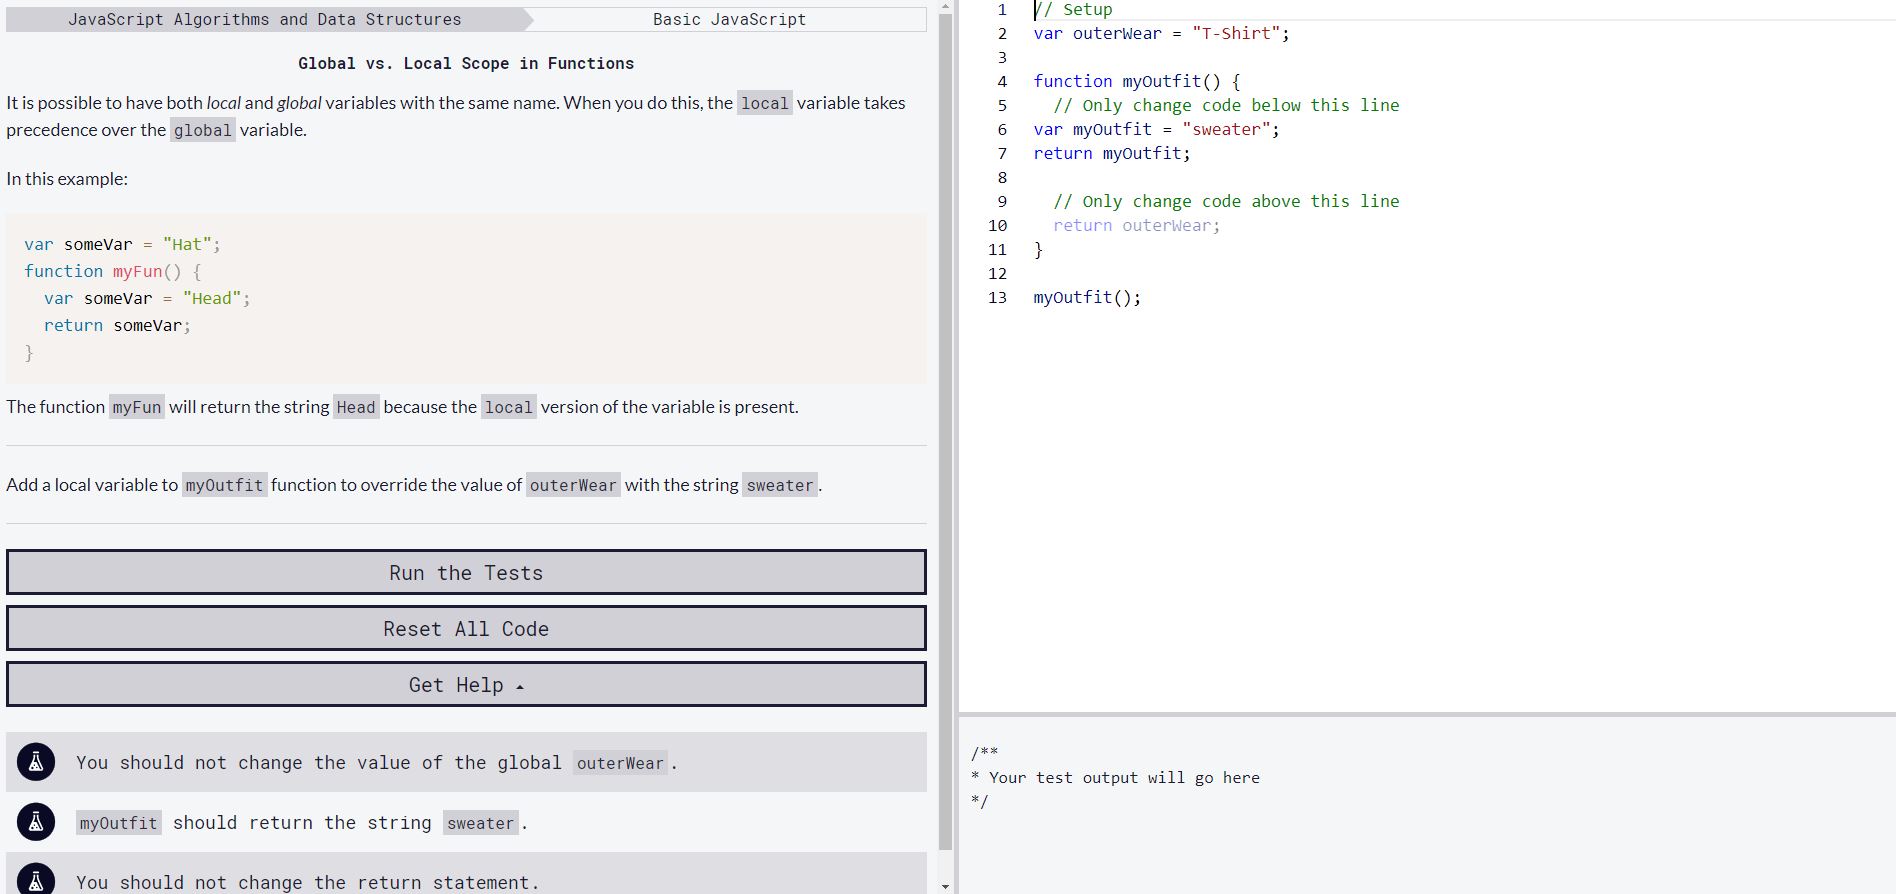 JavaScript Algorithms and Data Structures
Basic JavaScript
Global vs. Local Scope in Functions
It is possible to have both local and global variables with the same name. When you do this, the local variable takes
precedence over the global variable.
In this example:
var someVar = "Hat";
function myFun() {
  var someVar = "Head";
  return someVar;
}
The function myFun will return the string Head because the local version of the variable is present.
Add a local variable to myOutfit function to override the value of outerWear with the string sweater.
Run the Tests
Reset All Code
Get Help
You should not change the value of the global outerWear.
myOutfit should return the string sweater.
You should not change the return statement.
1 // Setup
2 var outerWear = "T-Shirt";
3
4 function myOutfit() {
5   // Only change code below this line
6 var myOutfit = "sweater";
7 return myOutfit;
8
9   // Only change code above this line
10   return outerWear;
11 }
12
13 myOutfit();
/**
* Your test output will go here
*/